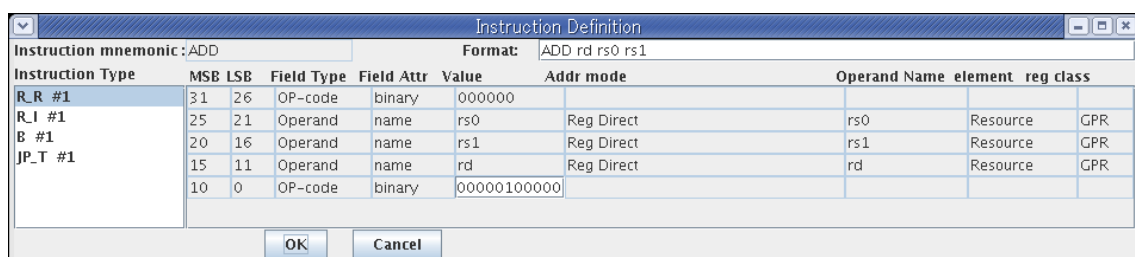 Instruction Definition
Instruction mnemonic: ADD Format: ADD rd rs0 rs1
Instruction Type MSB LSB Field Type Field Attr Value Addr mode Operand Name element reg class
R_R #1 31 26 OP-code binary 000000
R_I #1 25 21 Operand name rs0 Reg Direct rs0 Resource GPR
B #1 20 16 Operand name rs1 Reg Direct rs1 Resource GPR
JP_T #1 15 11 Operand name rd Reg Direct rd Resource GPR
10 0 OP-code binary 00000100000
OK Cancel